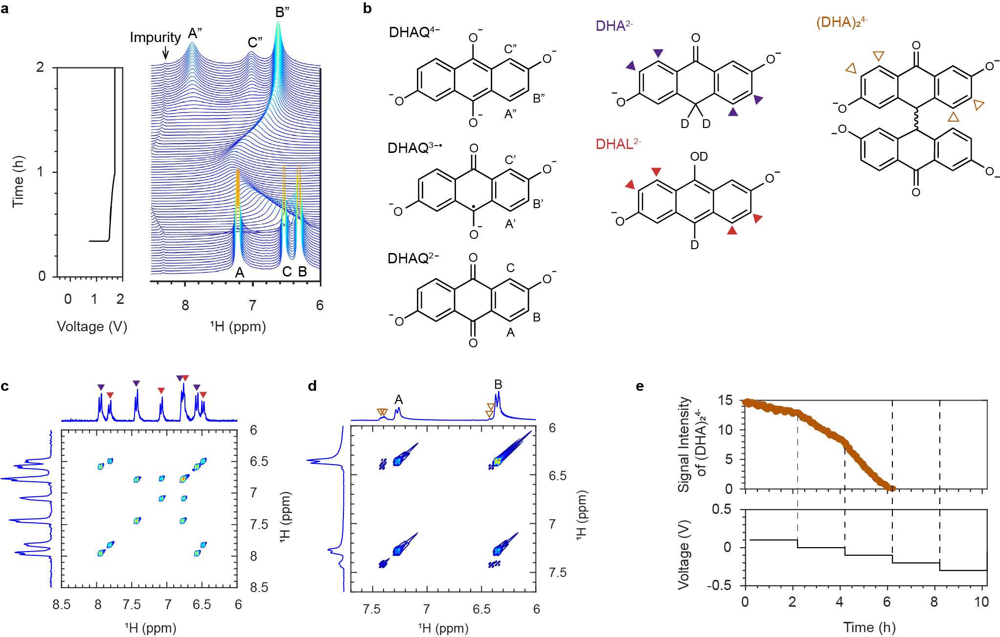 a
Impurity
A”
C”
B”
2
1
0
Time (h)
0 1 2
Voltage (V)
A C B
8 7 6
¹H (ppm)
b
DHAQ⁴⁻
O⁻
C”
O⁻
B”
A”
⁻O
O⁻
DHAQ³⁻•
O
C’
O⁻
B’
A’
⁻O
O⁻
DHAQ²⁻
O
C
O⁻
B
A
⁻O
O
DHA²⁻
O
O⁻
⁻O
D D
DHAL²⁻
OD
O⁻
⁻O
D
(DHA)₂⁴⁻
O
O⁻
⁻O
⁻O
O⁻
O
c
6
6.5
7
7.5
8
8.5
¹H (ppm)
8.5 8 7.5 7 6.5 6
¹H (ppm)
d
A
B
6
6.5
7
7.5
¹H (ppm)
7.5 7 6.5 6
¹H (ppm)
e
15
10
5
0
Signal Intensity
of (DHA)₂⁴⁻
0.5
0
-0.5
Voltage (V)
0 2 4 6 8 10
Time (h)